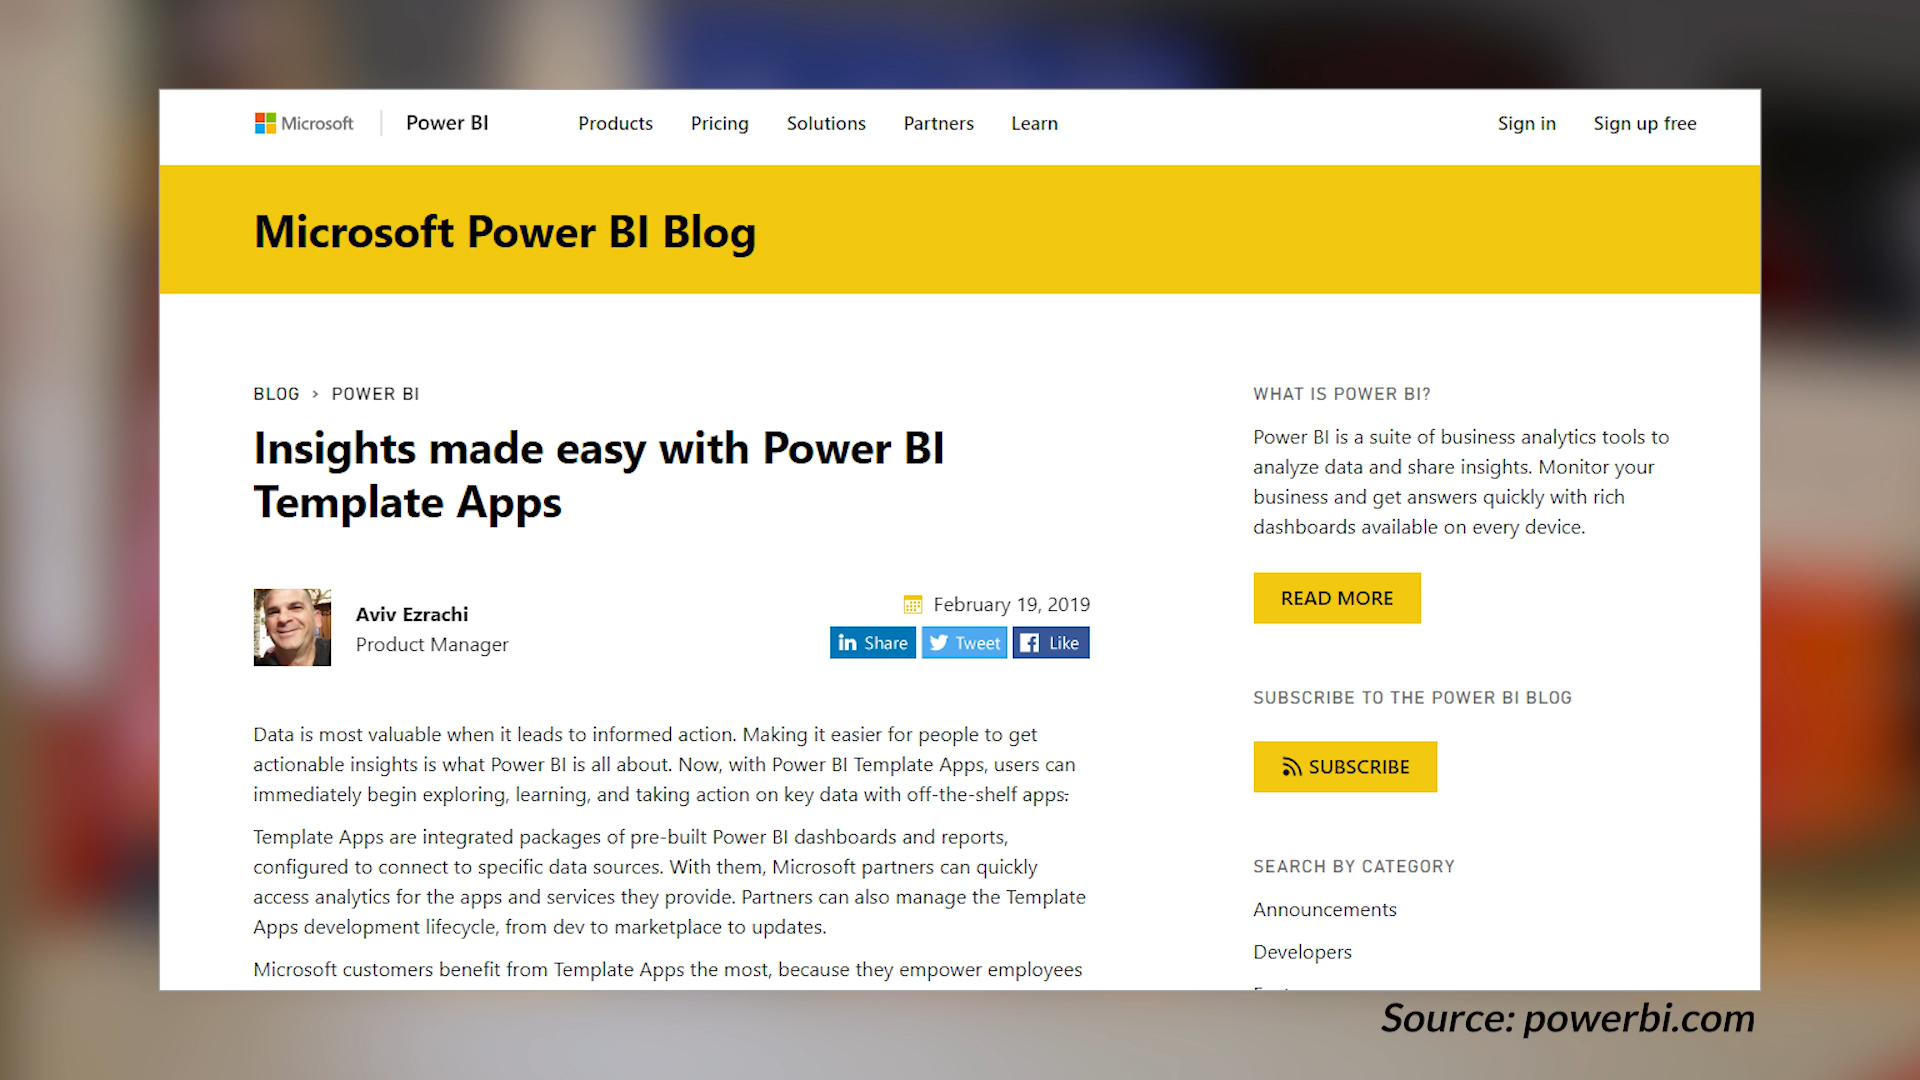 Microsoft Power BI Products Pricing Solutions Partners Learn Sign in Sign up free
Microsoft Power BI Blog
BLOG > POWER BI
Insights made easy with Power BI
Template Apps
Aviv Ezrachi
Product Manager
February 19, 2019
in Share Tweet Like
Data is most valuable when it leads to informed action. Making it easier for people to get
actionable insights is what Power BI is all about. Now, with Power BI Template Apps, users can
immediately begin exploring, learning, and taking action on key data with off-the-shelf apps.
Template Apps are integrated packages of pre-built Power BI dashboards and reports,
configured to connect to specific data sources. With them, Microsoft partners can quickly
access analytics for the apps and services they provide. Partners can also manage the Template
Apps development lifecycle, from dev to marketplace to updates.
Microsoft customers benefit from Template Apps the most, because they empower employees
WHAT IS POWER BI?
Power BI is a suite of business analytics tools to
analyze data and share insights. Monitor your
business and get answers quickly with rich
dashboards available on every device.
READ MORE
SUBSCRIBE TO THE POWER BI BLOG
SUBSCRIBE
SEARCH BY CATEGORY
Announcements
Developers
Source: powerbi.com